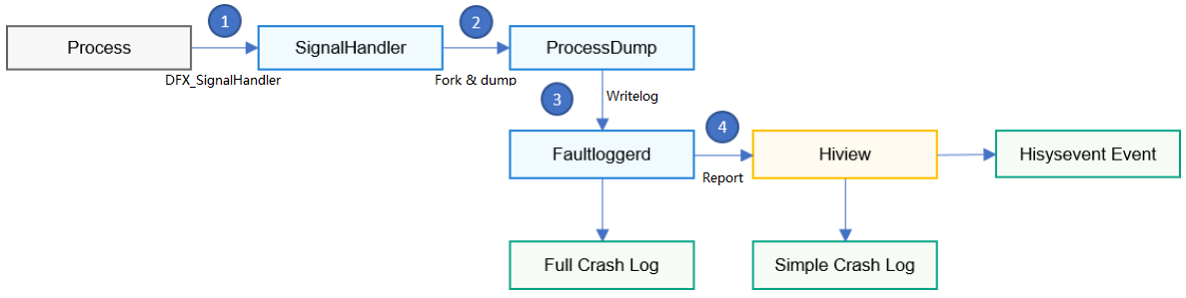 1
2
Process
SignalHandler
ProcessDump
DFX_SignalHandler
Fork & dump
3
Writelog
4
Faultloggerd
Hiview
Hisysevent Event
Report
Full Crash Log
Simple Crash Log